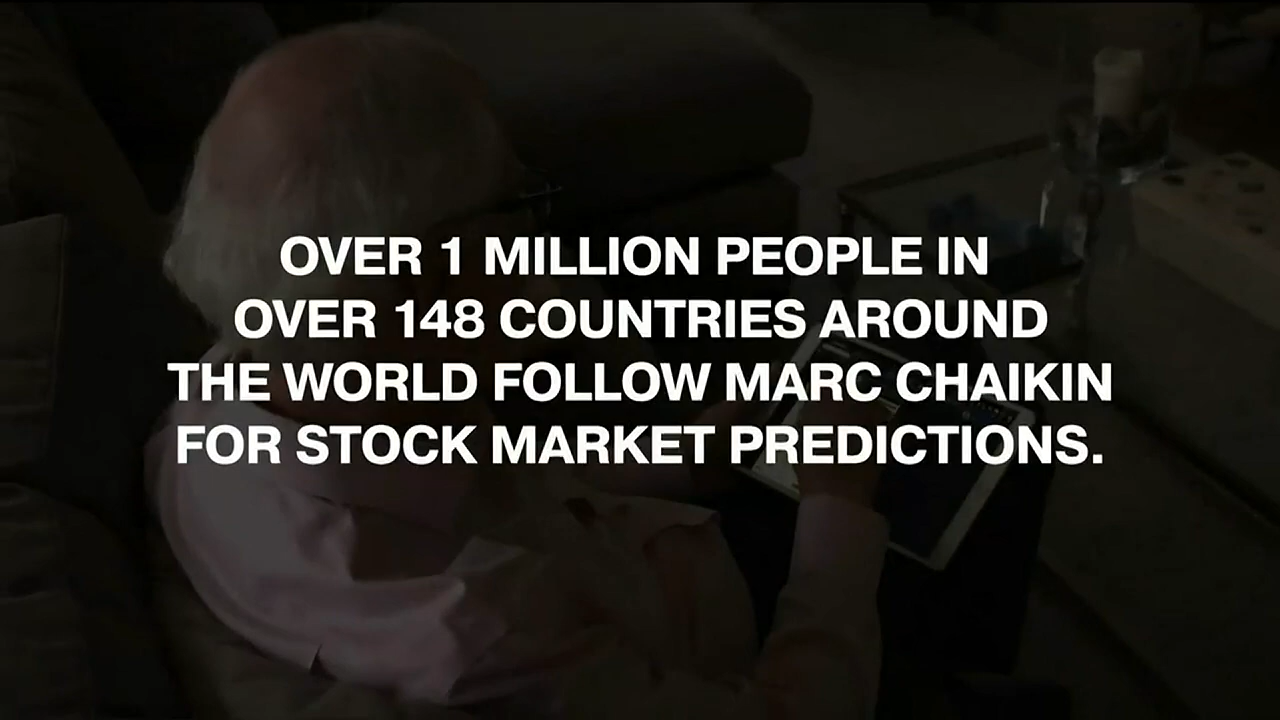 OVER 1 MILLION PEOPLE IN
OVER 148 COUNTRIES AROUND
THE WORLD FOLLOW MARC CHAIKIN
FOR STOCK MARKET PREDICTIONS.